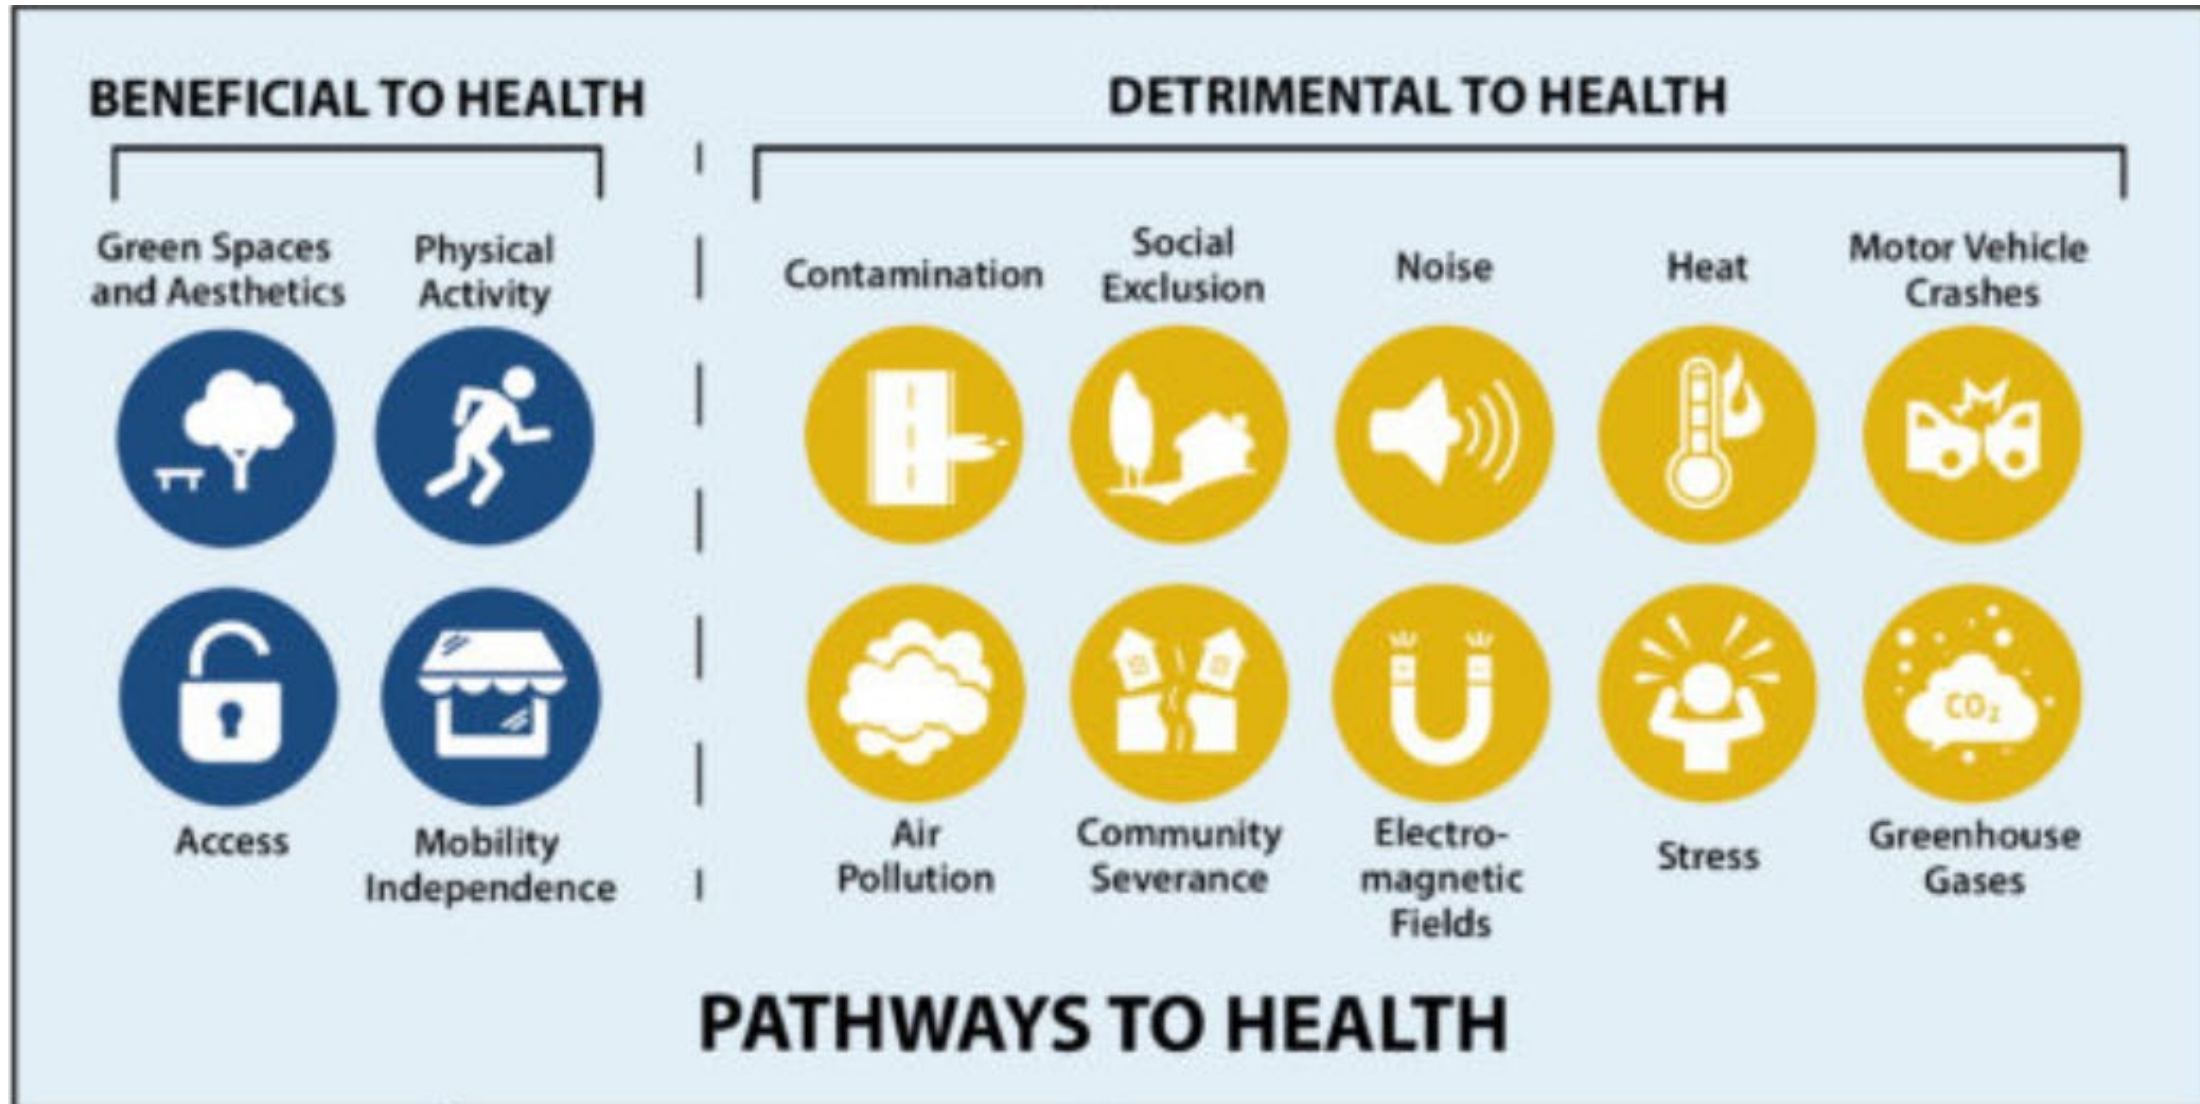 BENEFICIAL TO HEALTH
Green Spaces
and Aesthetics
Physical
Activity
Access
Mobility
Independence
DETRIMENTAL TO HEALTH
Contamination
Social
Exclusion
Noise
Heat
Motor Vehicle
Crashes
CO₂
Air
Pollution
Community
Severance
Electro-
magnetic
Fields
Stress
Greenhouse
Gases
PATHWAYS TO HEALTH